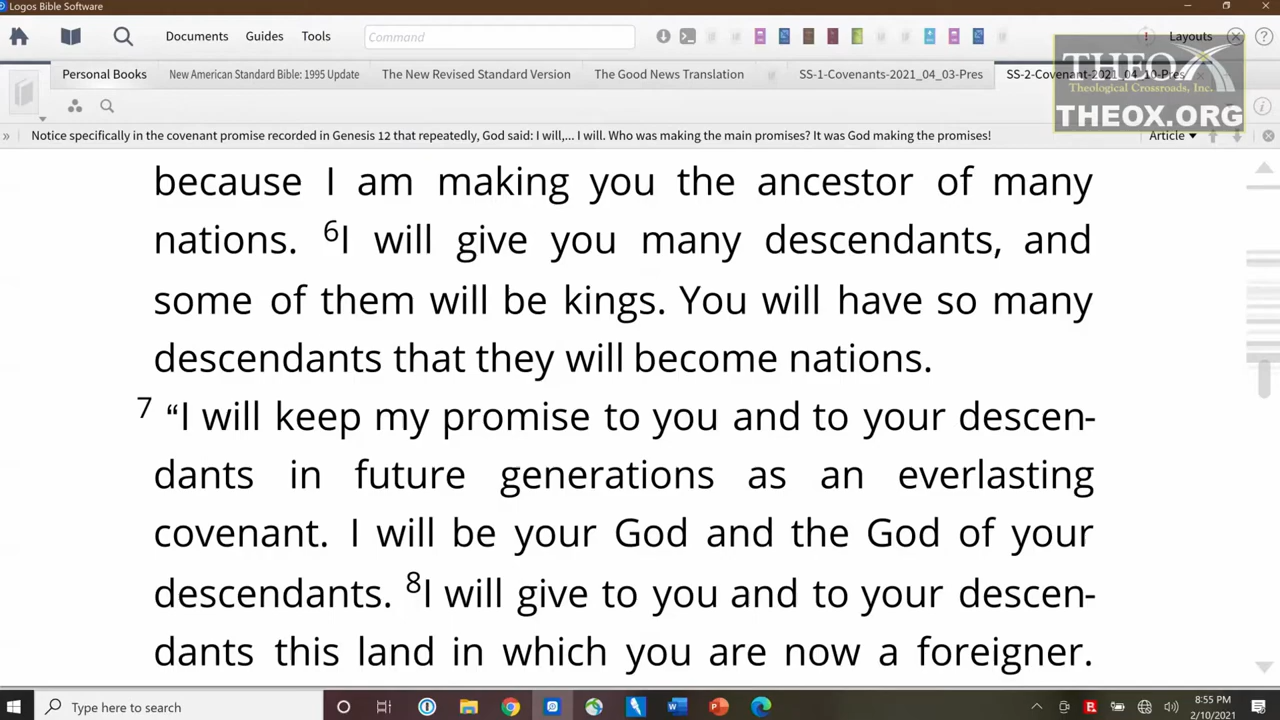 Logos Bible Software
Documents Guides Tools Command Layouts
Personal Books New American Standard Bible: 1995 Update The New Revised Standard Version The Good News Translation SS-1-Covenants-2021_04_03-Pres SS-2-Covenant-2021_04_10-Pres
THEOX
Theological Crossroads, Inc.
THEOX.ORG
» Notice specifically in the covenant promise recorded in Genesis 12 that repeatedly, God said: I will,... I will. Who was making the main promises? It was God making the promises! Article
because I am making you the ancestor of many
nations. 6I will give you many descendants, and
some of them will be kings. You will have so many
descendants that they will become nations.
7 “I will keep my promise to you and to your descen-
dants in future generations as an everlasting
covenant. I will be your God and the God of your
descendants. 8I will give to you and to your descen-
dants this land in which you are now a foreigner.
Type here to search
8:55 PM
2/10/2021